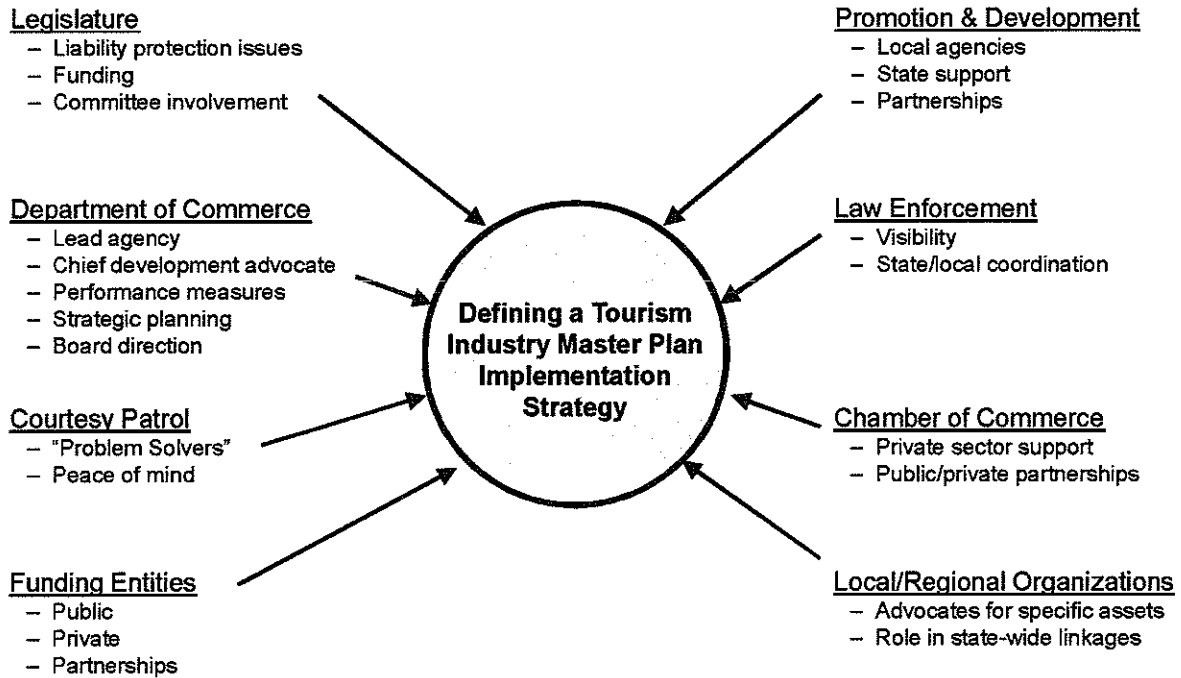 Legislature
– Liability protection issues
– Funding
– Committee involvement
Department of Commerce
– Lead agency
– Chief development advocate
– Performance measures
– Strategic planning
– Board direction
Courtesy Patrol
– "Problem Solvers"
– Peace of mind
Funding Entities
– Public
– Private
– Partnerships
Defining a Tourism
Industry Master Plan
Implementation
Strategy
Promotion & Development
– Local agencies
– State support
– Partnerships
Law Enforcement
– Visibility
– State/local coordination
Chamber of Commerce
– Private sector support
– Public/private partnerships
Local/Regional Organizations
– Advocates for specific assets
– Role in state-wide linkages